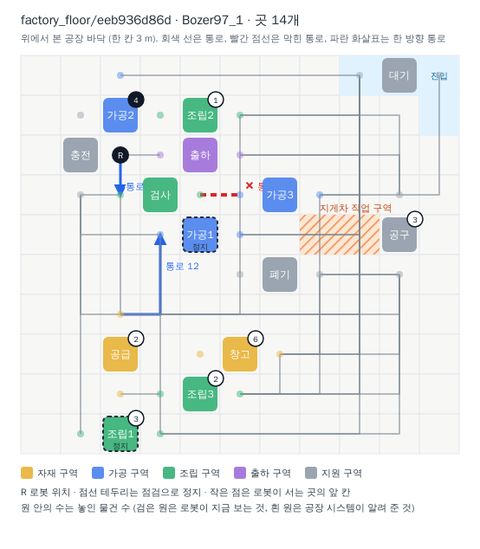 factory_floor/eeb936d86d · Bozer97_1 · 곳 14개
위에서 본 공장 바닥 (한 칸 3 m). 회색 선은 통로, 빨간 점선은 막힌 통로, 파란 화살표는 한 방향 통로
대기
4
1
가공2
조립2
충전
R
출하
통로
검사
✕
통
가공3
지게차 작업 구역
3
가공1
정지
공구
통로 12
폐기
2
6
공급
창고
2
조립3
3
조립1
정지
자재 구역 가공 구역 조립 구역 출하 구역 지원 구역
R 로봇 위치 · 점선 테두리는 점검으로 정지 · 작은 점은 로봇이 서는 곳의 앞 칸
원 안의 수는 놓인 물건 수 (검은 원은 로봇이 지금 보는 것, 흰 원은 공장 시스템이 알려 준 것)